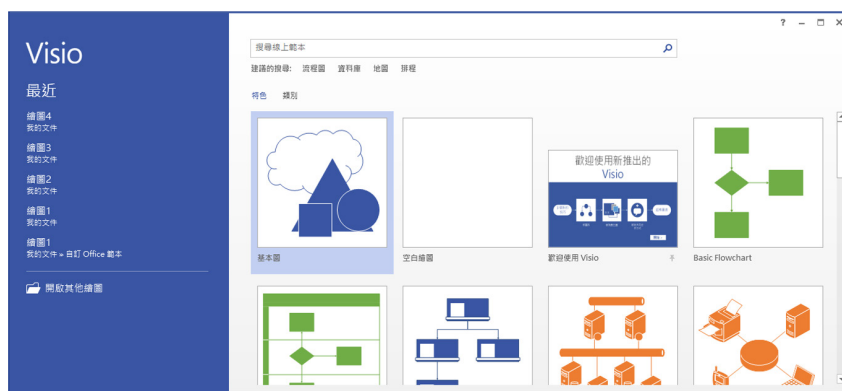 Visio
最近
繪圖4
我的文件
繪圖3
我的文件
繪圖2
我的文件
繪圖1
我的文件
繪圖1
我的文件 » 自訂 Office 範本
開啟其他繪圖
?
搜尋線上範本
建議的搜尋: 流程圖 資料庫 地圖 排程
特色 類別
基本圖
空白繪圖
歡迎使用新推出的
Visio
歡迎使用 Visio
Basic Flowchart